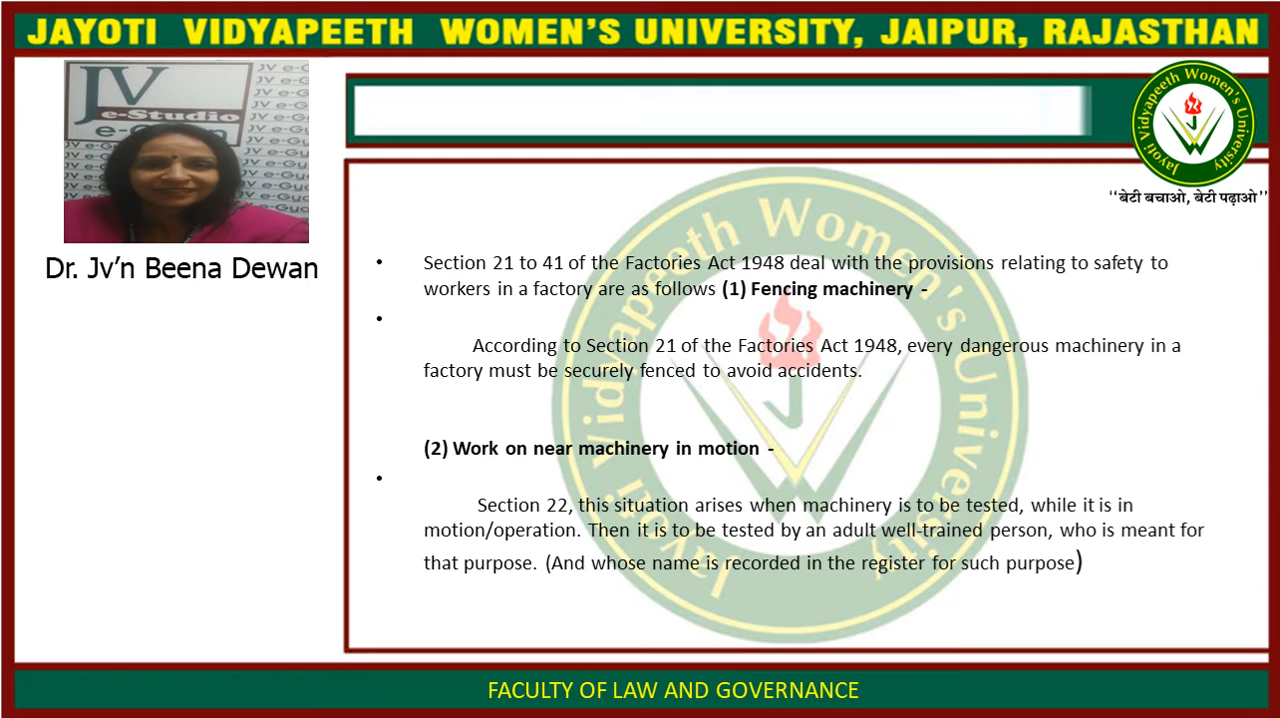 JAYOTI VIDYAPEETH WOMEN'S UNIVERSITY, JAIPUR, RAJASTHAN
JV
e-Studio
JV e-Gyan
Jayoti Vidyapeeth Women's University
“बेटी बचाओ, बेटी पढ़ाओ”
Dr. Jv’n Beena Dewan
• Section 21 to 41 of the Factories Act 1948 deal with the provisions relating to safety to
workers in a factory are as follows (1) Fencing machinery -
•
According to Section 21 of the Factories Act 1948, every dangerous machinery in a
factory must be securely fenced to avoid accidents.
(2) Work on near machinery in motion -
•
Section 22, this situation arises when machinery is to be tested, while it is in
motion/operation. Then it is to be tested by an adult well-trained person, who is meant for
that purpose. (And whose name is recorded in the register for such purpose)
Jayoti Vidyapeeth Women's University
FACULTY OF LAW AND GOVERNANCE